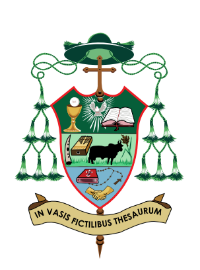 IN VASIS FICTILIBUS THESAURUM